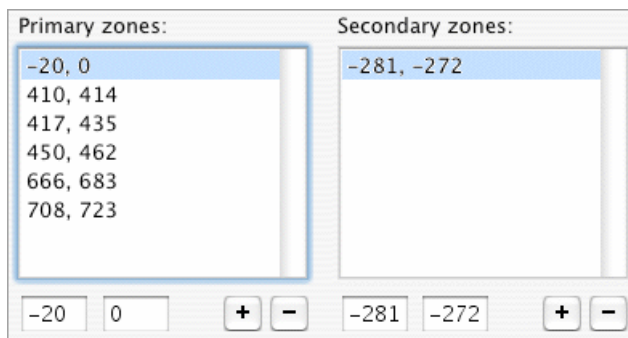 Primary zones:
-20, 0
410, 414
417, 435
450, 462
666, 683
708, 723
-20 0 + -
Secondary zones:
-281, -272
-281 -272 + -